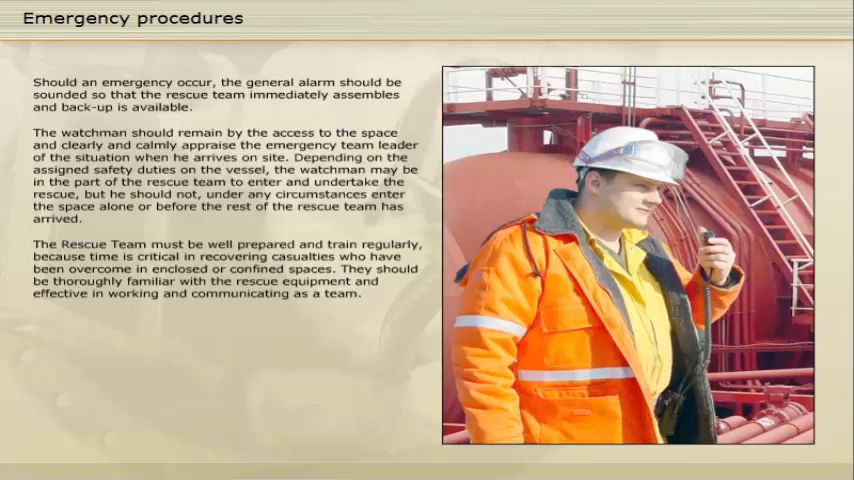 Emergency procedures
Should an emergency occur, the general alarm should be
sounded so that the rescue team immediately assembles
and back-up is available.
The watchman should remain by the access to the space
and clearly and calmly appraise the emergency team leader
of the situation when he arrives on site. Depending on the
assigned safety duties on the vessel, the watchman may be
in the part of the rescue team to enter and undertake the
rescue, but he should not, under any circumstances enter
the space alone or before the rest of the rescue team has
arrived.
The Rescue Team must be well prepared and train regularly,
because time is critical in recovering casualties who have
been overcome in enclosed or confined spaces. They should
be thoroughly familiar with the rescue equipment and
effective in working and communicating as a team.